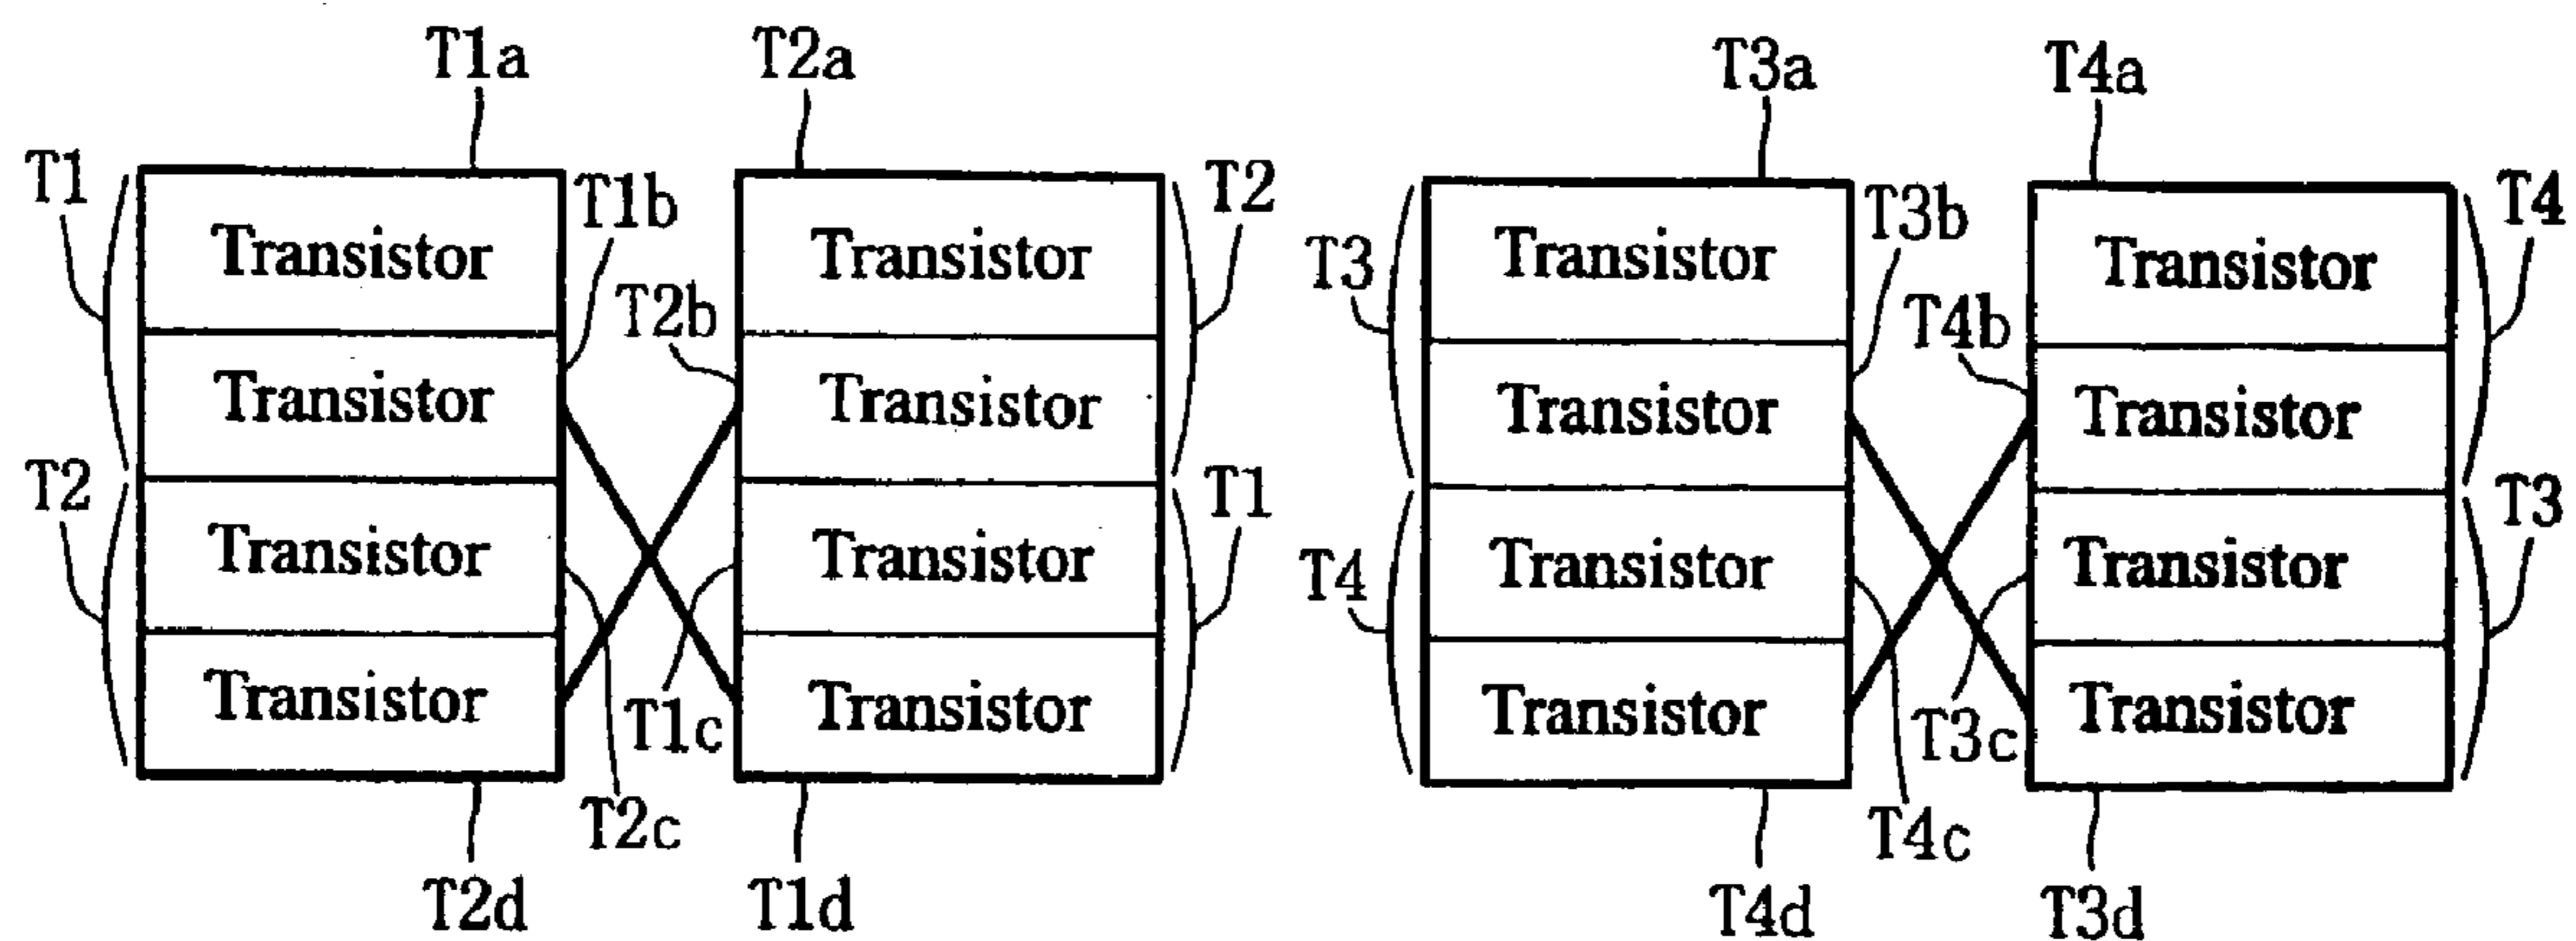 T1a T2a T3a T4a
T1 T1b T2 T3 T3b T4
Transistor Transistor Transistor Transistor
T2b T4b
Transistor Transistor Transistor Transistor
T2 T1 T4 T3
Transistor Transistor Transistor Transistor
Transistor Transistor Transistor Transistor
T1c T3c
T2c T4c
T2d T1d T4d T3d